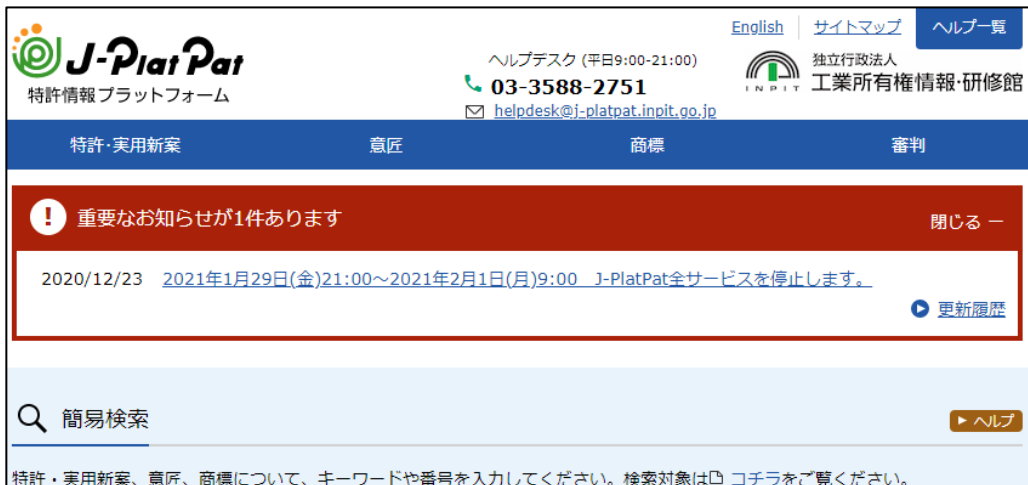 English
サイトマップ
ヘルプ一覧
J-PlatPat
特許情報プラットフォーム
ヘルプデスク (平日9:00-21:00)
03-3588-2751
helpdesk@j-platpat.inpit.go.jp
INPIT
独立行政法人
工業所有権情報・研修館
特許・実用新案
意匠
商標
審判
! 重要なお知らせが1件あります
閉じる －
2020/12/23 2021年1月29日(金)21:00～2021年2月1日(月)9:00 J-PlatPat全サービスを停止します。
更新履歴
簡易検索
ヘルプ
特許・実用新案、意匠、商標について、キーワードや番号を入力してください。検索対象は コチラをご覧ください。